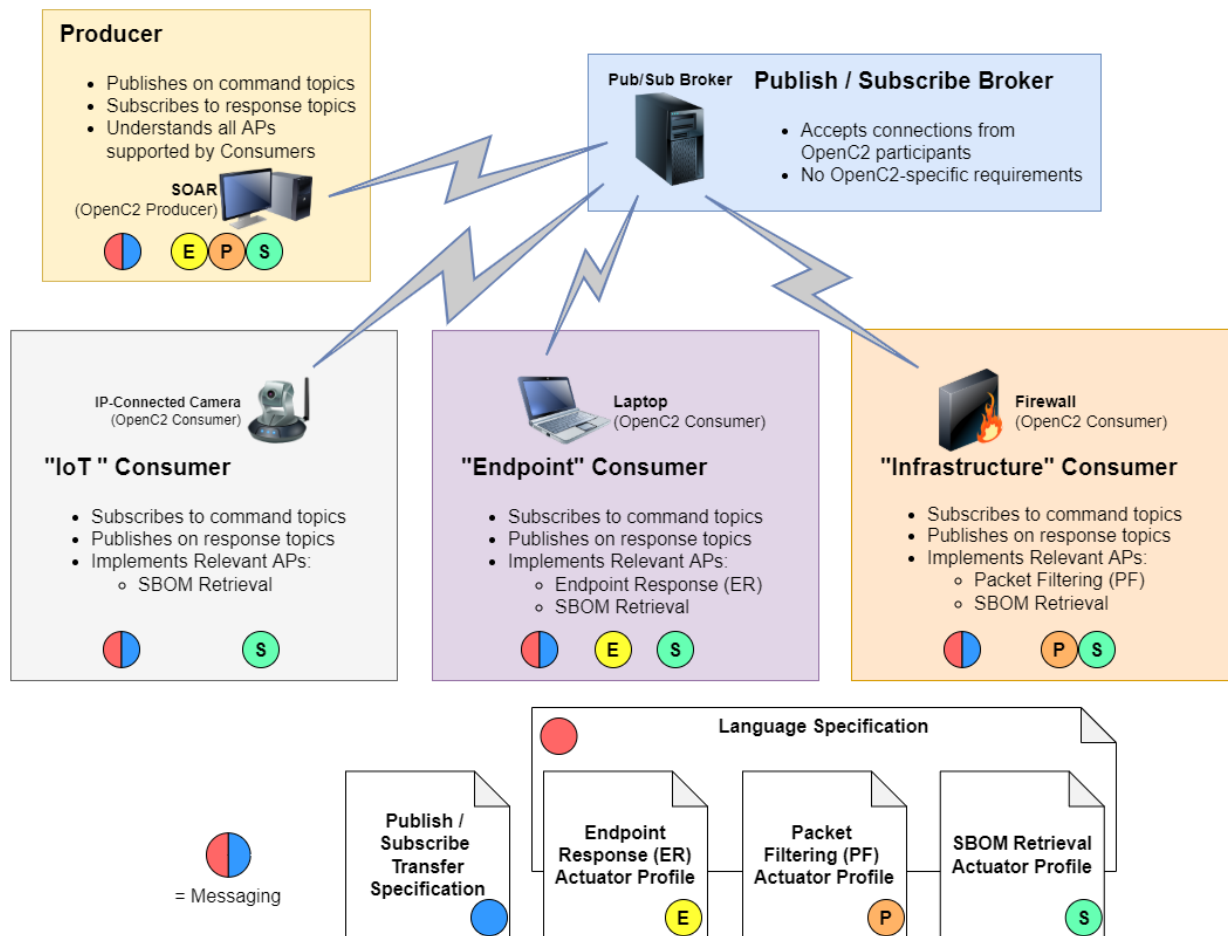 Producer
• Publishes on command topics
• Subscribes to response topics
• Understands all APs
supported by Consumers
SOAR
(OpenC2 Producer)
E P S
Pub/Sub Broker
Publish / Subscribe Broker
• Accepts connections from
OpenC2 participants
• No OpenC2-specific requirements
IP-Connected Camera
(OpenC2 Consumer)
"IoT " Consumer
• Subscribes to command topics
• Publishes on response topics
• Implements Relevant APs:
○ SBOM Retrieval
S
Laptop
(OpenC2 Consumer)
"Endpoint" Consumer
• Subscribes to command topics
• Publishes on response topics
• Implements Relevant APs:
○ Endpoint Response (ER)
○ SBOM Retrieval
E S
Firewall
(OpenC2 Consumer)
"Infrastructure" Consumer
• Subscribes to command topics
• Publishes on response topics
• Implements Relevant APs:
○ Packet Filtering (PF)
○ SBOM Retrieval
P S
= Messaging
Language Specification
Publish /
Subscribe
Transfer
Specification
Endpoint
Response (ER)
Actuator Profile
E
Packet
Filtering (PF)
Actuator Profile
P
SBOM Retrieval
Actuator Profile
S